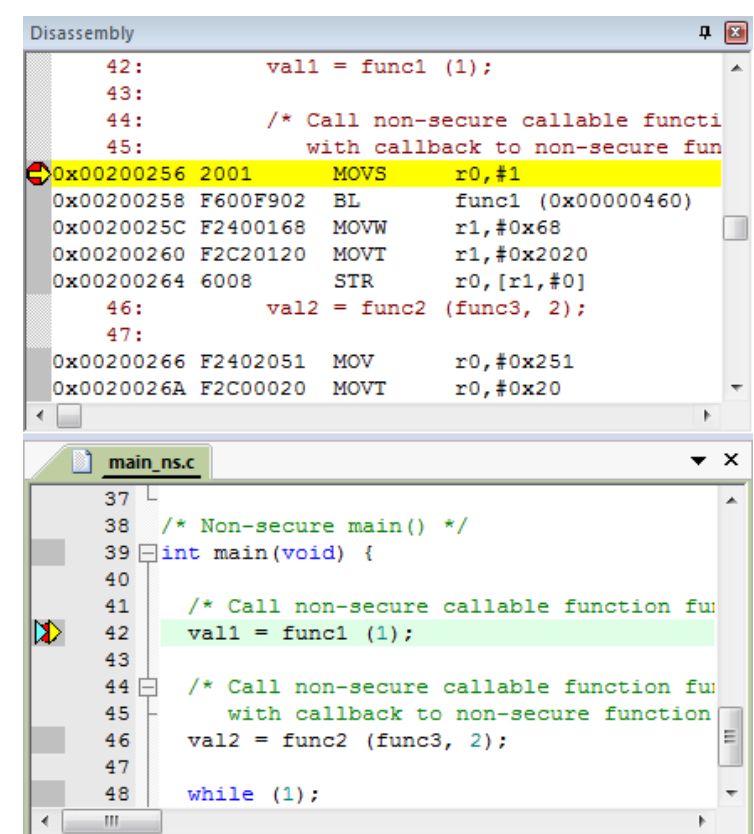 Disassembly
42: val1 = func1 (1);
43:
44: /* Call non-secure callable functi
45: with callback to non-secure fun
0x00200256 2001 MOVS r0,#1
0x00200258 F600F902 BL func1 (0x00000460)
0x0020025C F2400168 MOVW r1,#0x68
0x00200260 F2C20120 MOVT r1,#0x2020
0x00200264 6008 STR r0,[r1,#0]
46: val2 = func2 (func3, 2);
47:
0x00200266 F2402051 MOV r0,#0x251
0x0020026A F2C00020 MOVT r0,#0x20
main_ns.c
37
38 /* Non-secure main() */
39 int main(void) {
40
41 /* Call non-secure callable function fu
42 val1 = func1 (1);
43
44 /* Call non-secure callable function fu
45 with callback to non-secure function
46 val2 = func2 (func3, 2);
47
48 while (1);